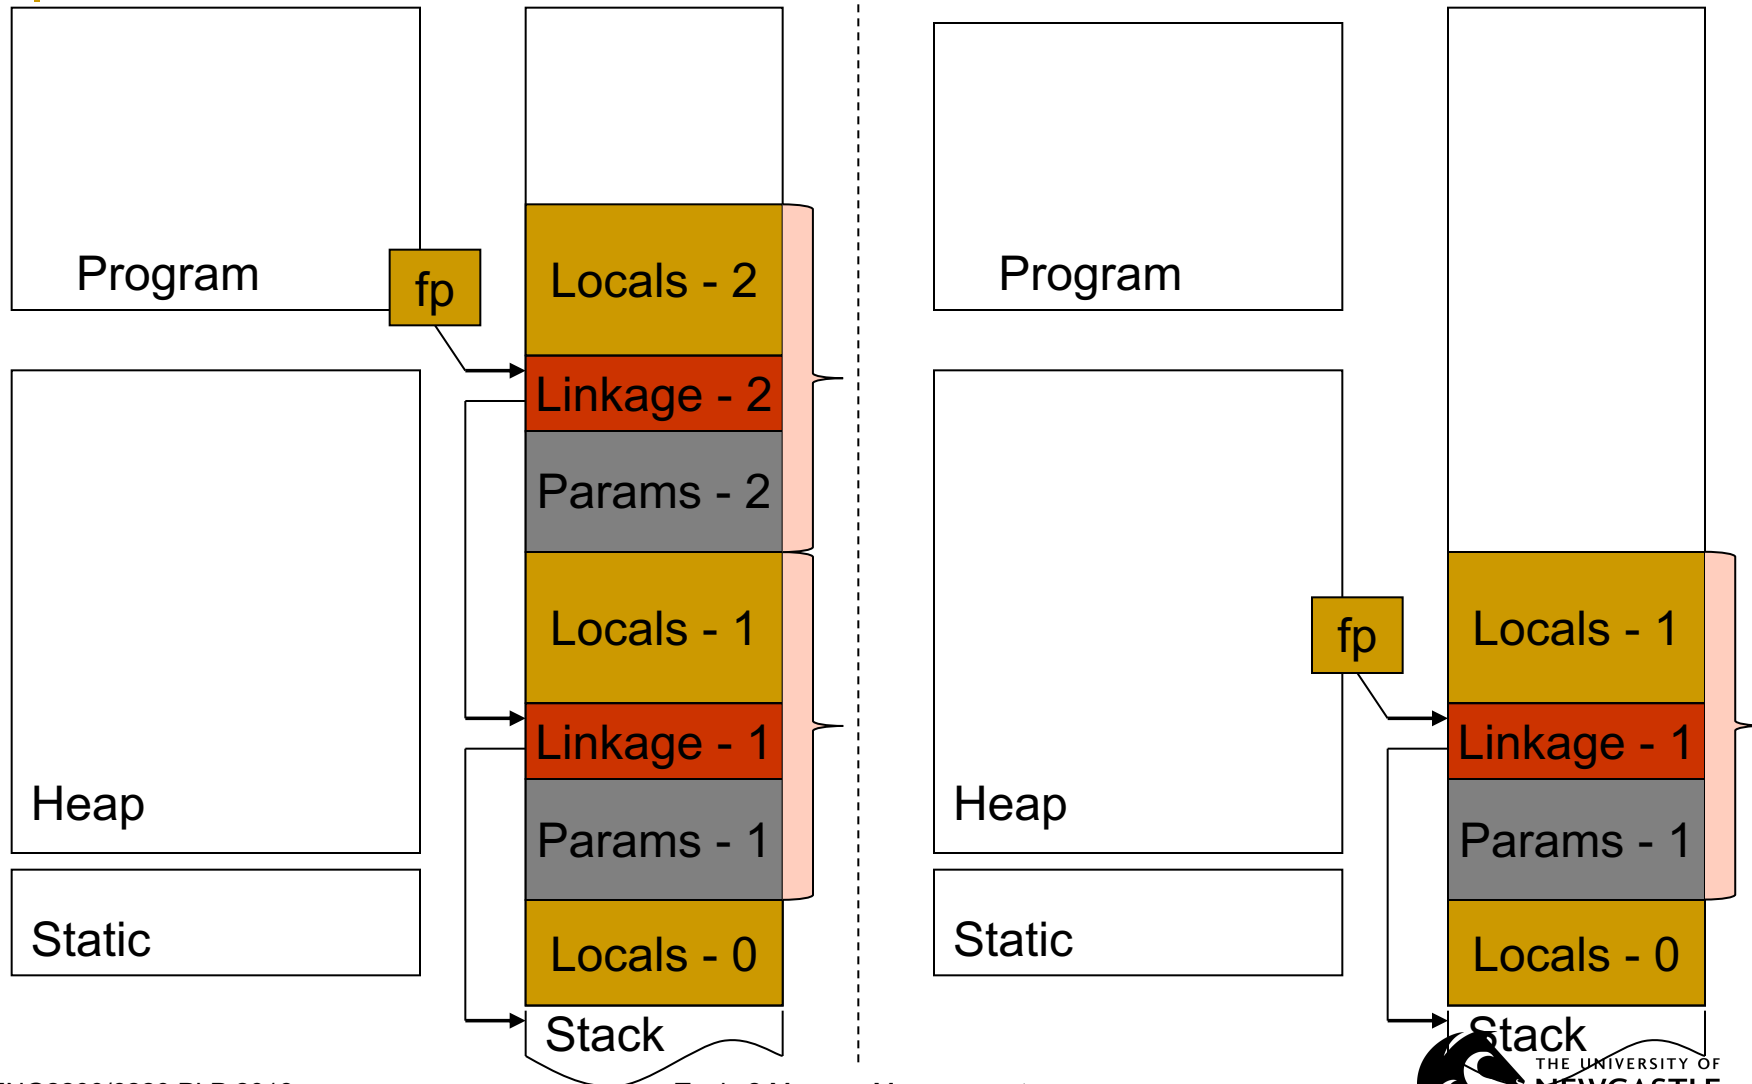 Program
fp
Locals - 2
Linkage - 2
Params - 2
Locals - 1
Linkage - 1
Params - 1
Locals - 0
Heap
Static
Stack
Program
fp
Locals - 1
Linkage - 1
Params - 1
Locals - 0
Heap
Static
Stack
THE UNIVERSITY OF
NEWCASTLE